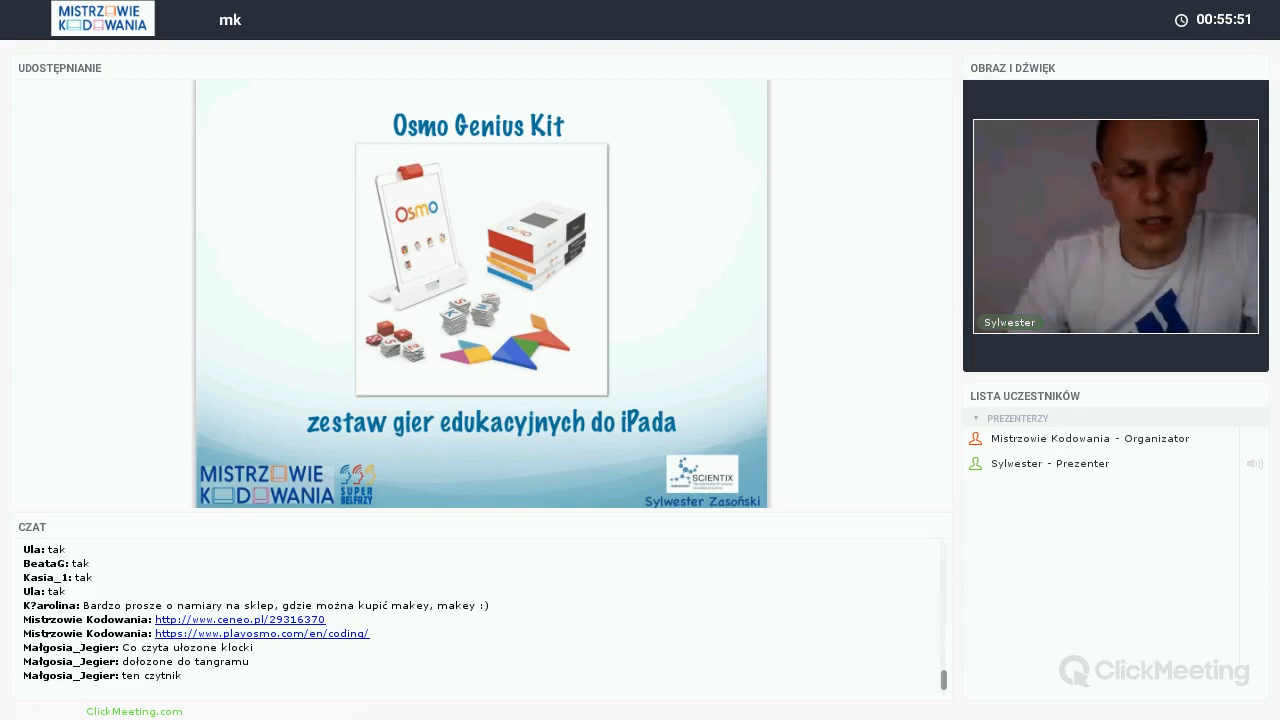 MISTRZOWIE
KODOWANIA
mk
00:55:51
UDOSTĘPNIANIE
Osmo Genius Kit
Osmo
zestaw gier edukacyjnych do iPada
MISTRZOWIE
KODOWANIA
SUPER
BELFRZY
SCIENTIX
Sylwester Zasoński
OBRAZ I DŹWIĘK
Sylwester
LISTA UCZESTNIKÓW
PREZENTERZY
Mistrzowie Kodowania - Organizator
Sylwester - Prezenter
CZAT
Ula: tak
BeataG: tak
Kasia_1: tak
Ula: tak
K?arolina: Bardzo prosze o namiary na sklep, gdzie można kupić makey, makey :)
Mistrzowie Kodowania: http://www.ceneo.pl/29316370
Mistrzowie Kodowania: https://www.playosmo.com/en/coding/
Małgosia_Jegier: Co czyta ułozone klocki
Małgosia_Jegier: dołozone do tangramu
Małgosia_Jegier: ten czytnik
ClickMeeting
ClickMeeting.com